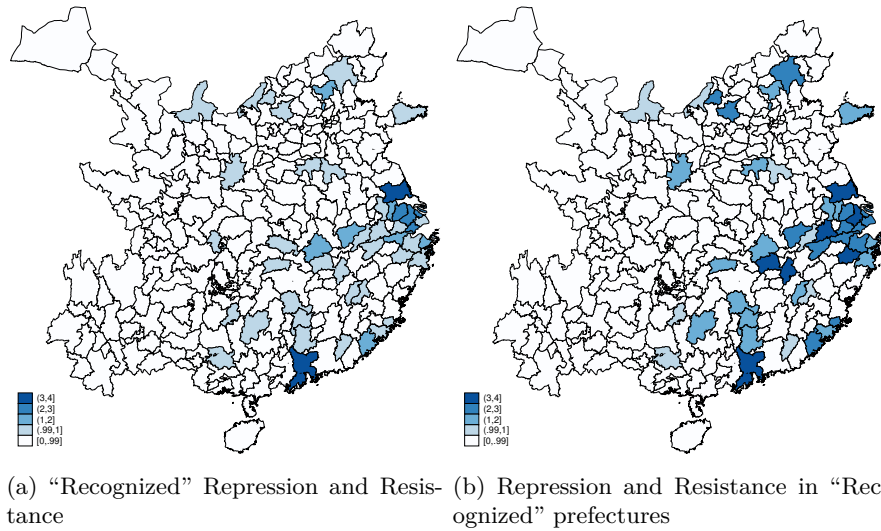 (3,4]
(2,3]
(1,2]
(.99,1]
[0,.99]
(3,4]
(2,3]
(1,2]
(.99,1]
[0,.99]
(a) “Recognized” Repression and Resis-
tance
(b) Repression and Resistance in “Rec
ognized” prefectures